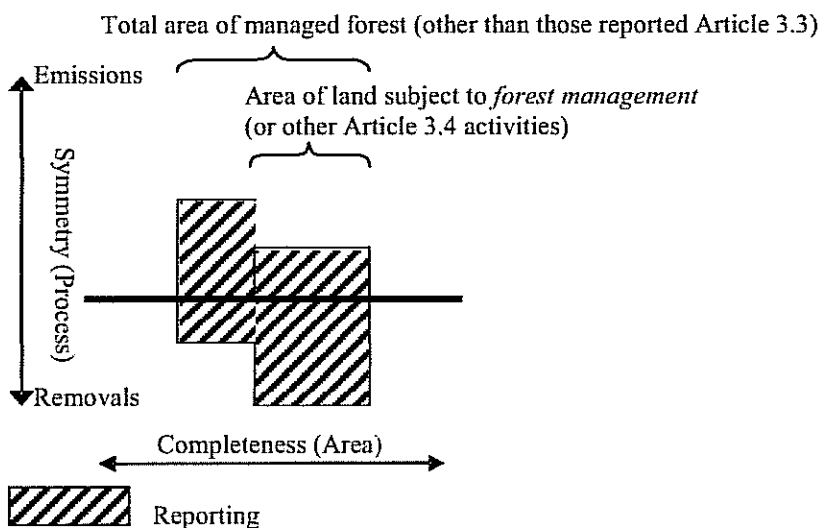 Total area of managed forest (other than those reported Article 3.3)
Emissions
Area of land subject to forest management
(or other Article 3.4 activities)
Symmetry (Process)
Removals
Completeness (Area)
Reporting